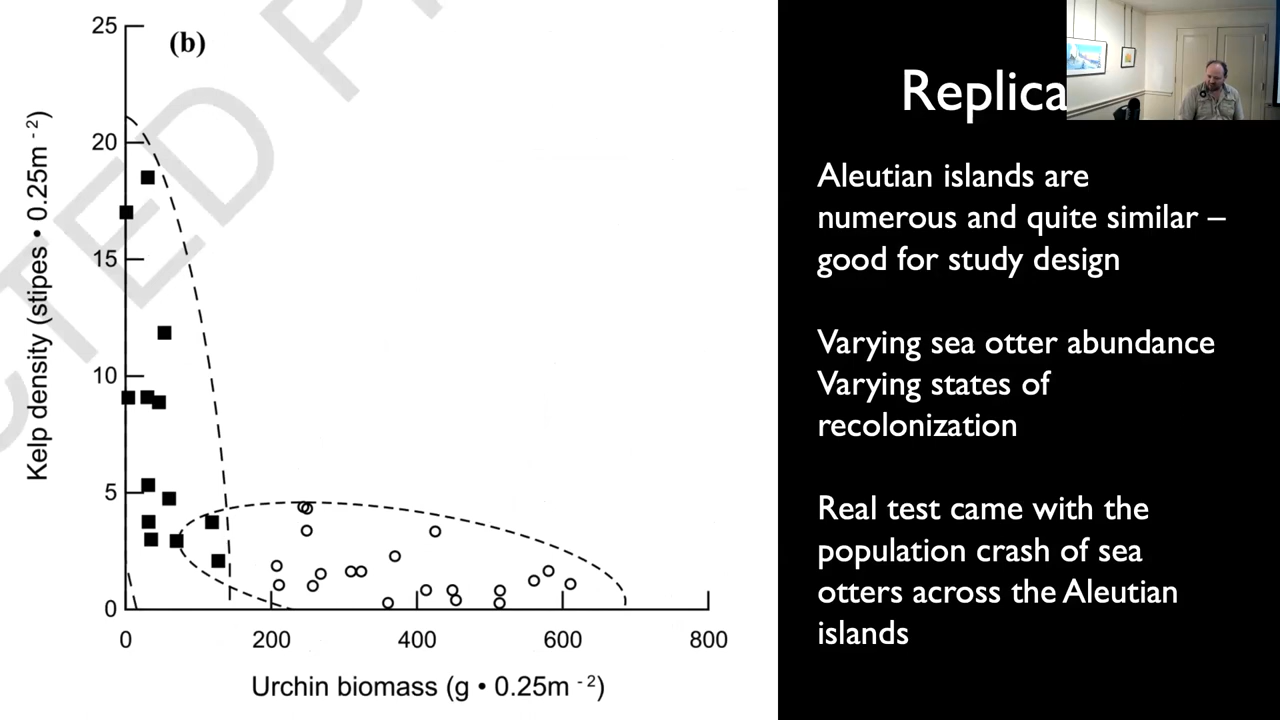 (b)
25
20
15
10
5
0
0 200 400 600 800
Kelp density (stipes • 0.25m⁻²)
Urchin biomass (g • 0.25m⁻²)
CTED P
Replica
Aleutian islands are
numerous and quite similar –
good for study design
Varying sea otter abundance
Varying states of
recolonization
Real test came with the
population crash of sea
otters across the Aleutian
islands